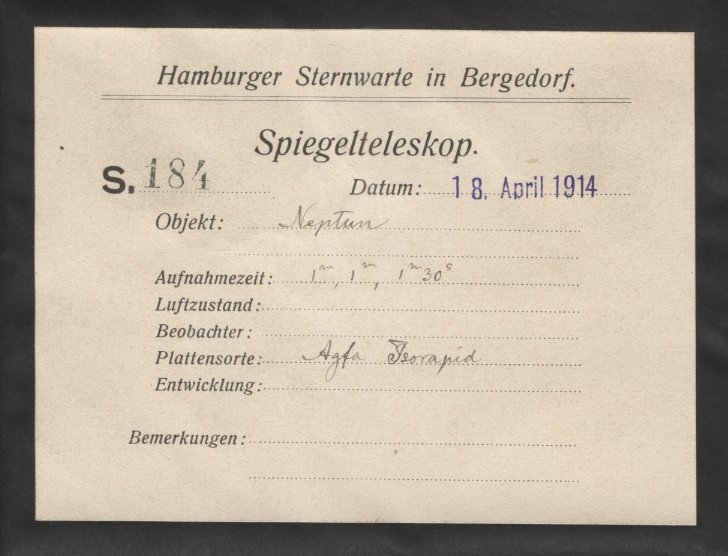 Hamburger Sternwarte in Bergedorf.
Spiegelteleskop.
S. 184 Datum: 18. April 1914
Objekt: Neptun
Aufnahmezeit: 1ᵐ, 1ᵐ, 1ᵐ30ˢ
Luftzustand:
Beobachter:
Plattensorte: Agfa Isorapid
Entwicklung:
Bemerkungen: